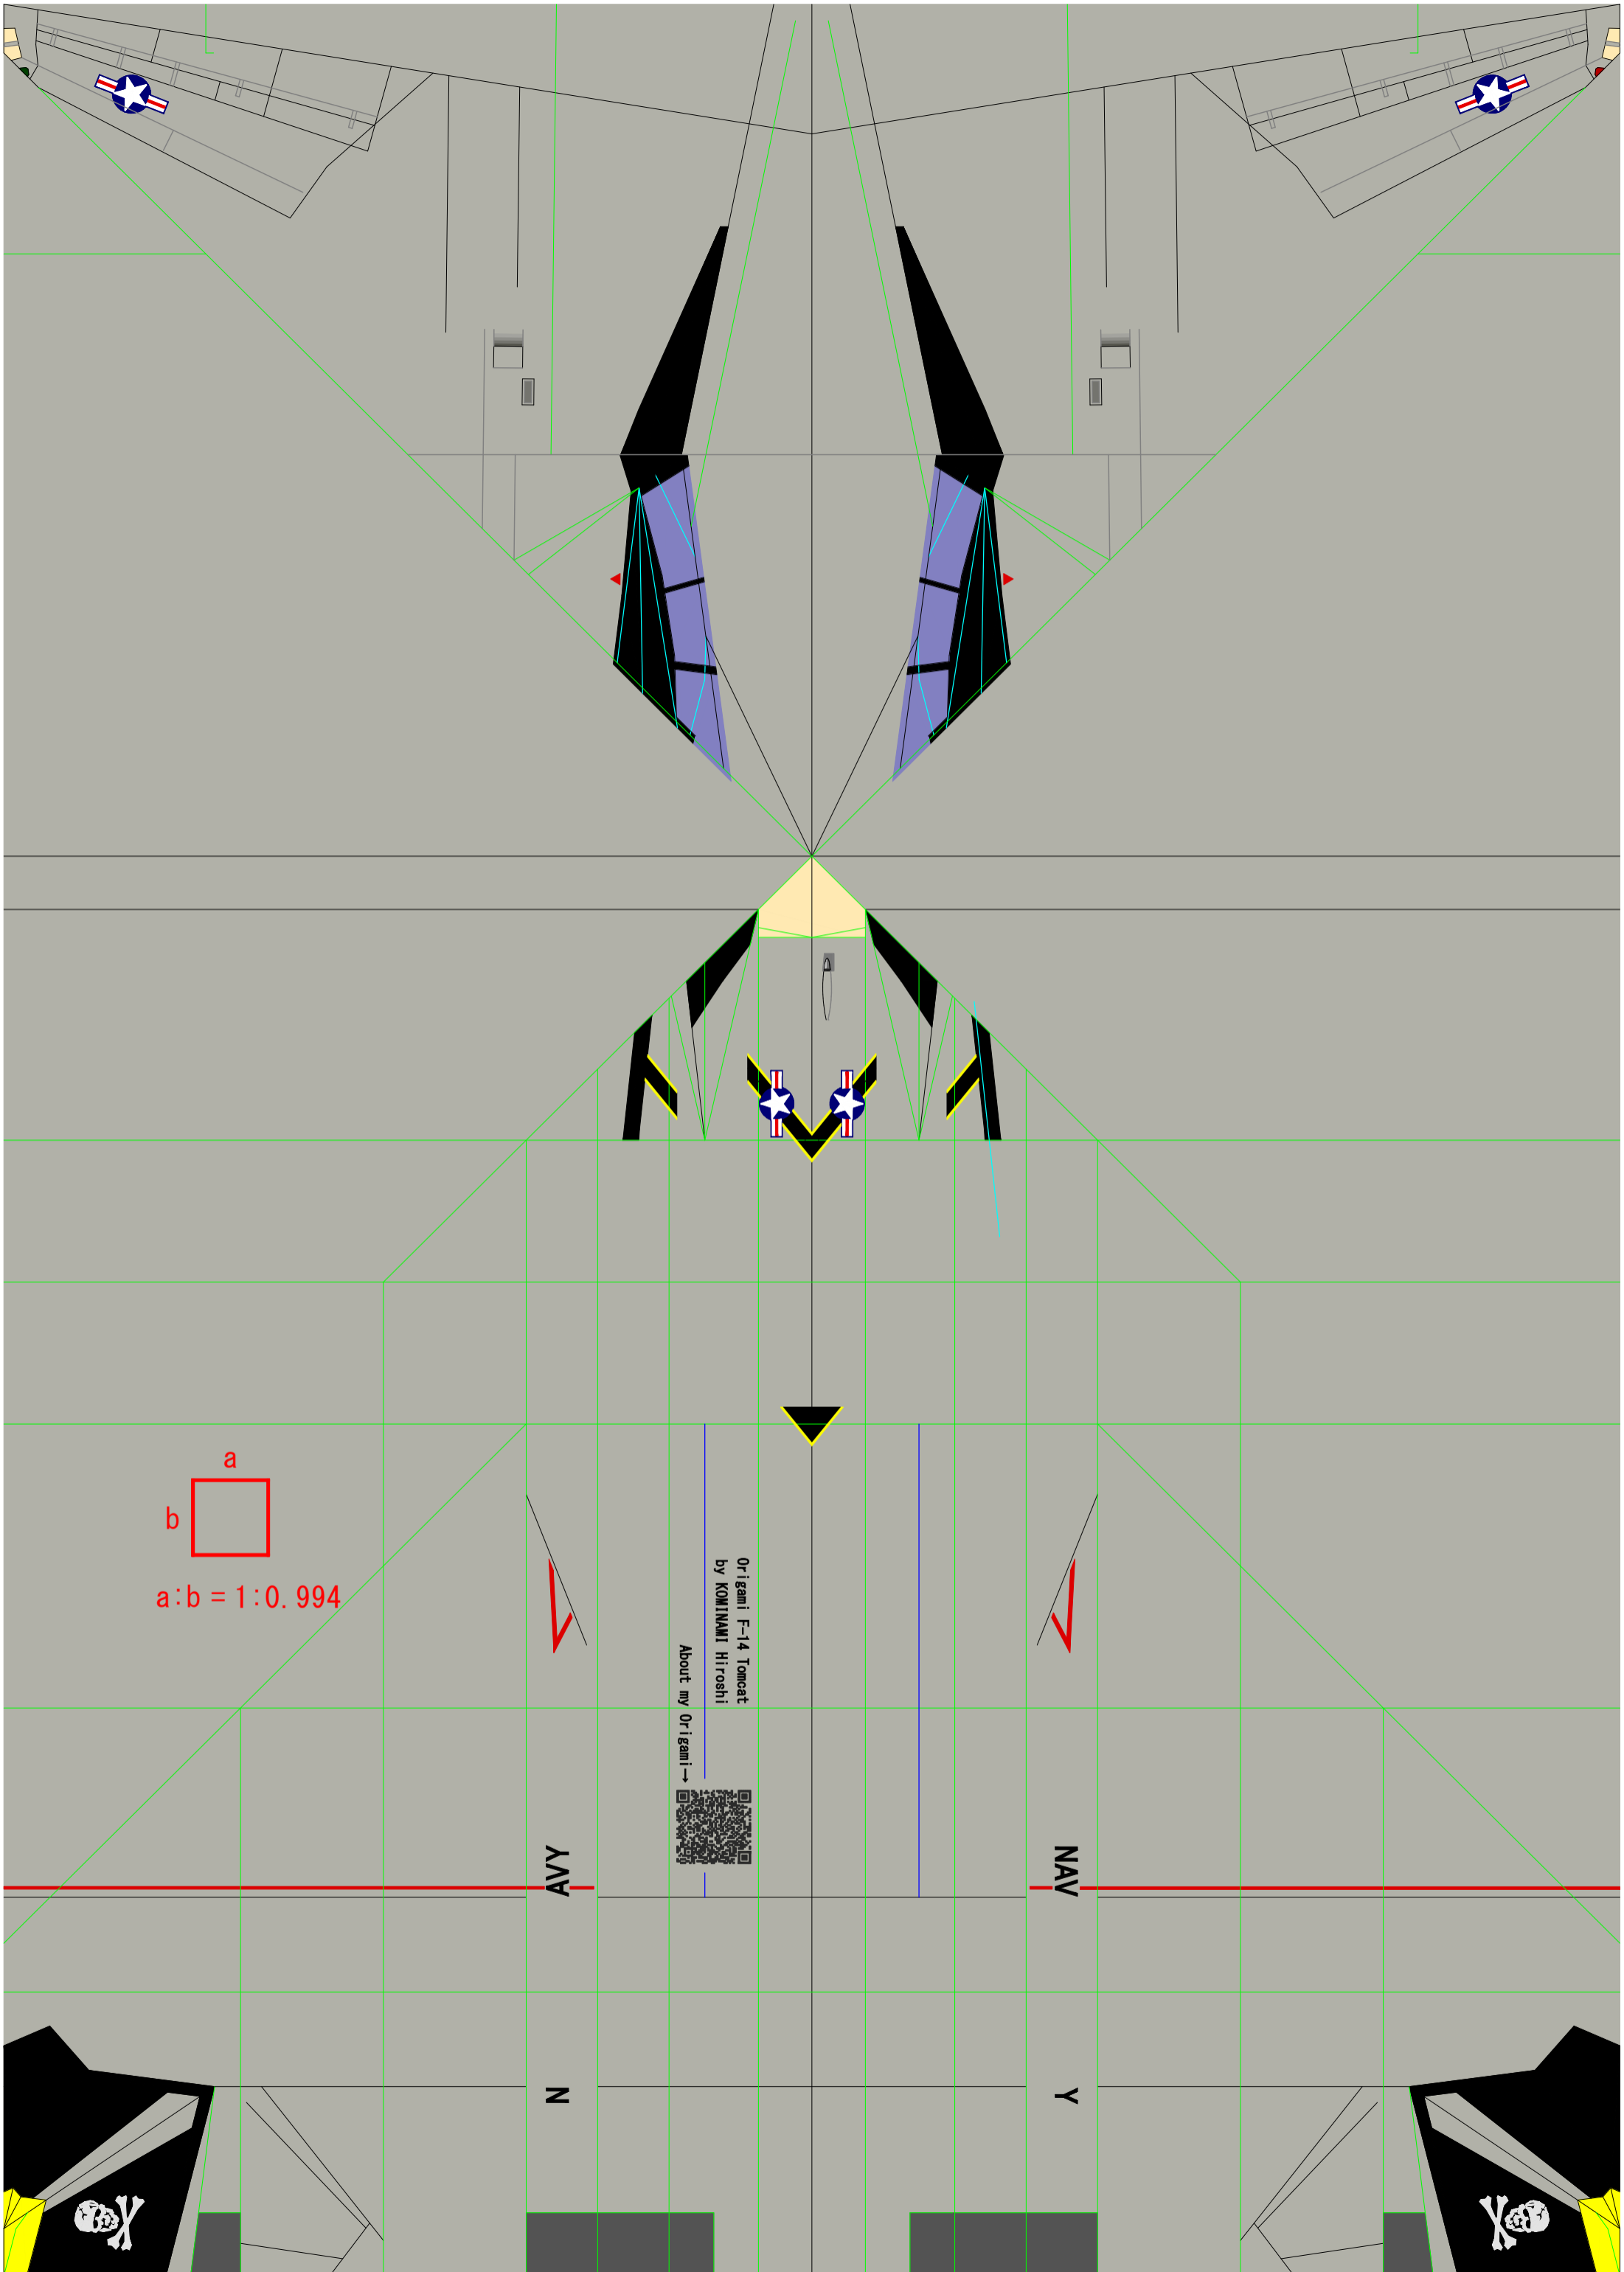 a
b
a:b = 1:0.994
Origami F-14 Tomcat
by KOMINAMI Hiroshi
About my Origami→
AVY
NAV
N
Y